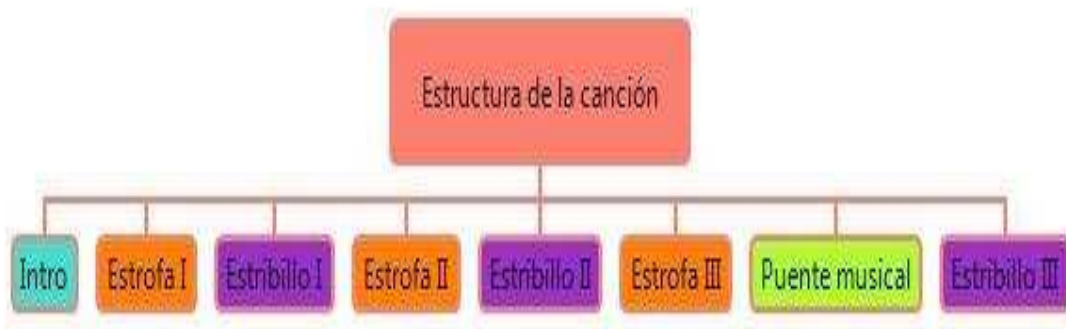 Estructura de la canción
Intro
Estrofa I
Estribillo I
Estrofa II
Estribillo II
Estrofa III
Puente musical
Estribillo III